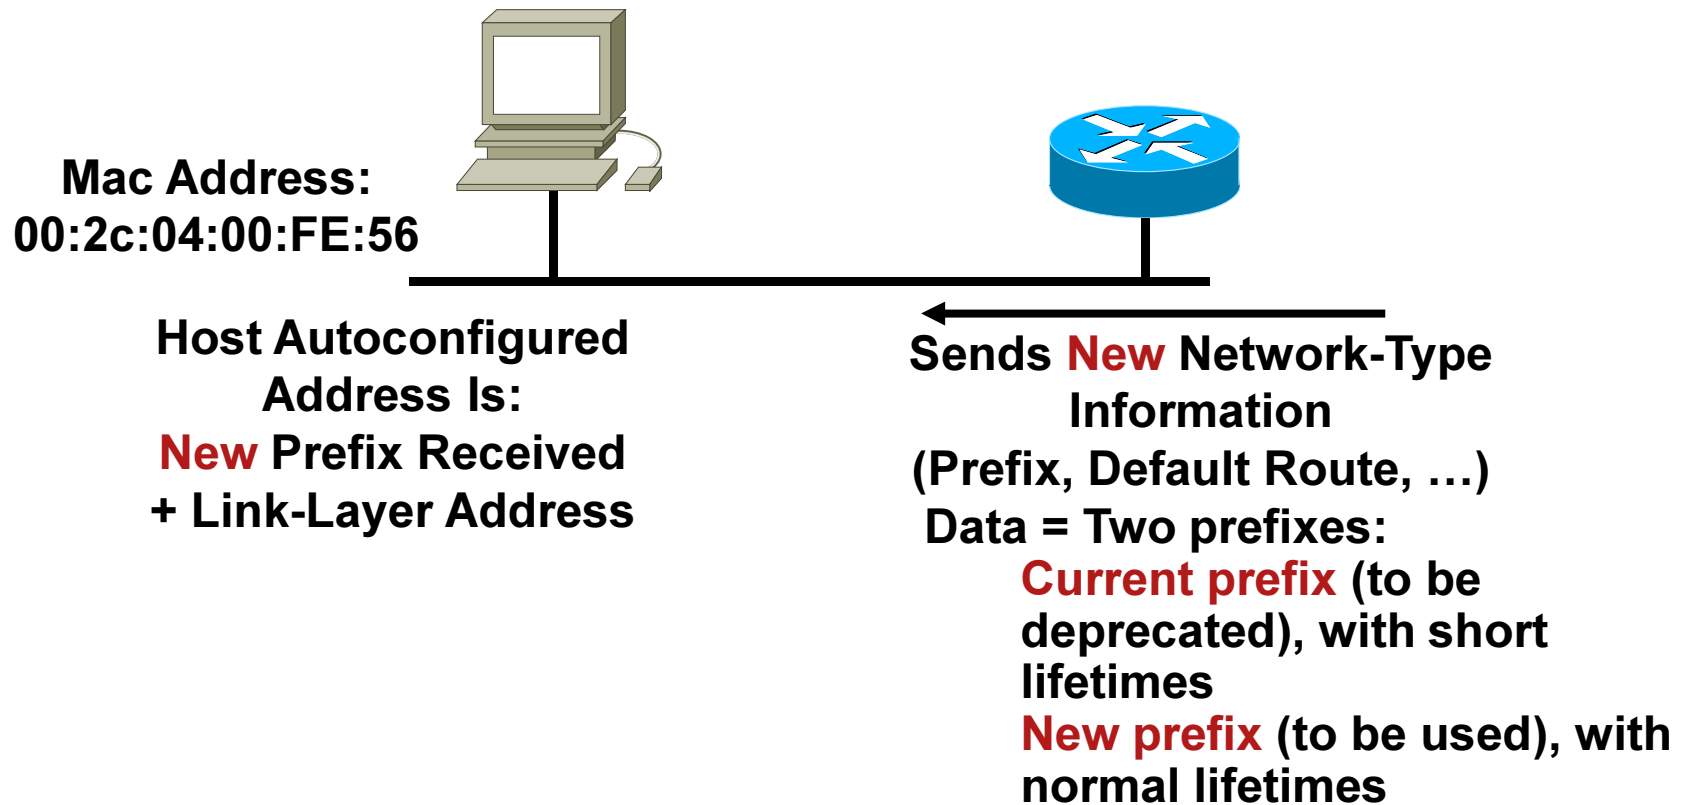 Mac Address:
00:2c:04:00:FE:56
Host Autoconfigured
Address Is:
New Prefix Received
+ Link-Layer Address
Sends New Network-Type
Information
(Prefix, Default Route, …)
Data = Two prefixes:
Current prefix (to be
deprecated), with short
lifetimes
New prefix (to be used), with
normal lifetimes